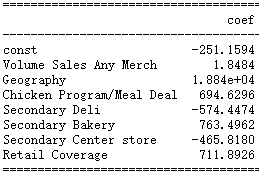 coef
const -251.1594
Volume Sales Any Merch 1.8484
Geography 1.884e+04
Chicken Program/Meal Deal 694.6296
Secondary Deli -574.4474
Secondary Bakery 763.4962
Secondary Center store -465.8180
Retail Coverage 711.8926